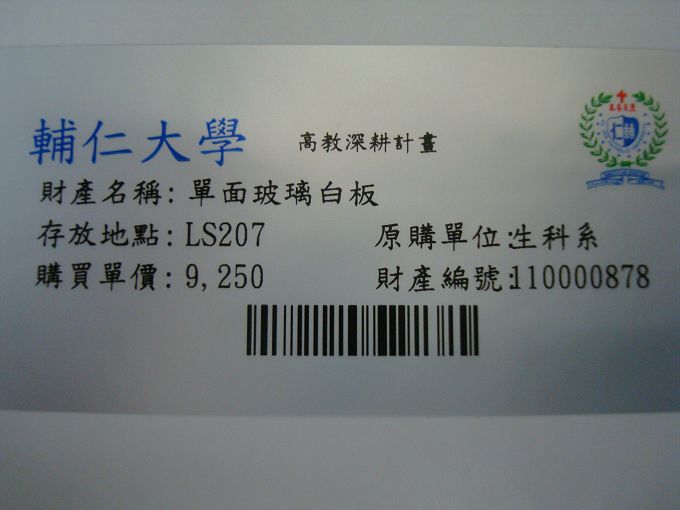 輔仁大學 高教深耕計畫
財產名稱: 單面玻璃白板
存放地點: LS207 原購單位:生科系
購買單價: 9,250 財產編號:110000878